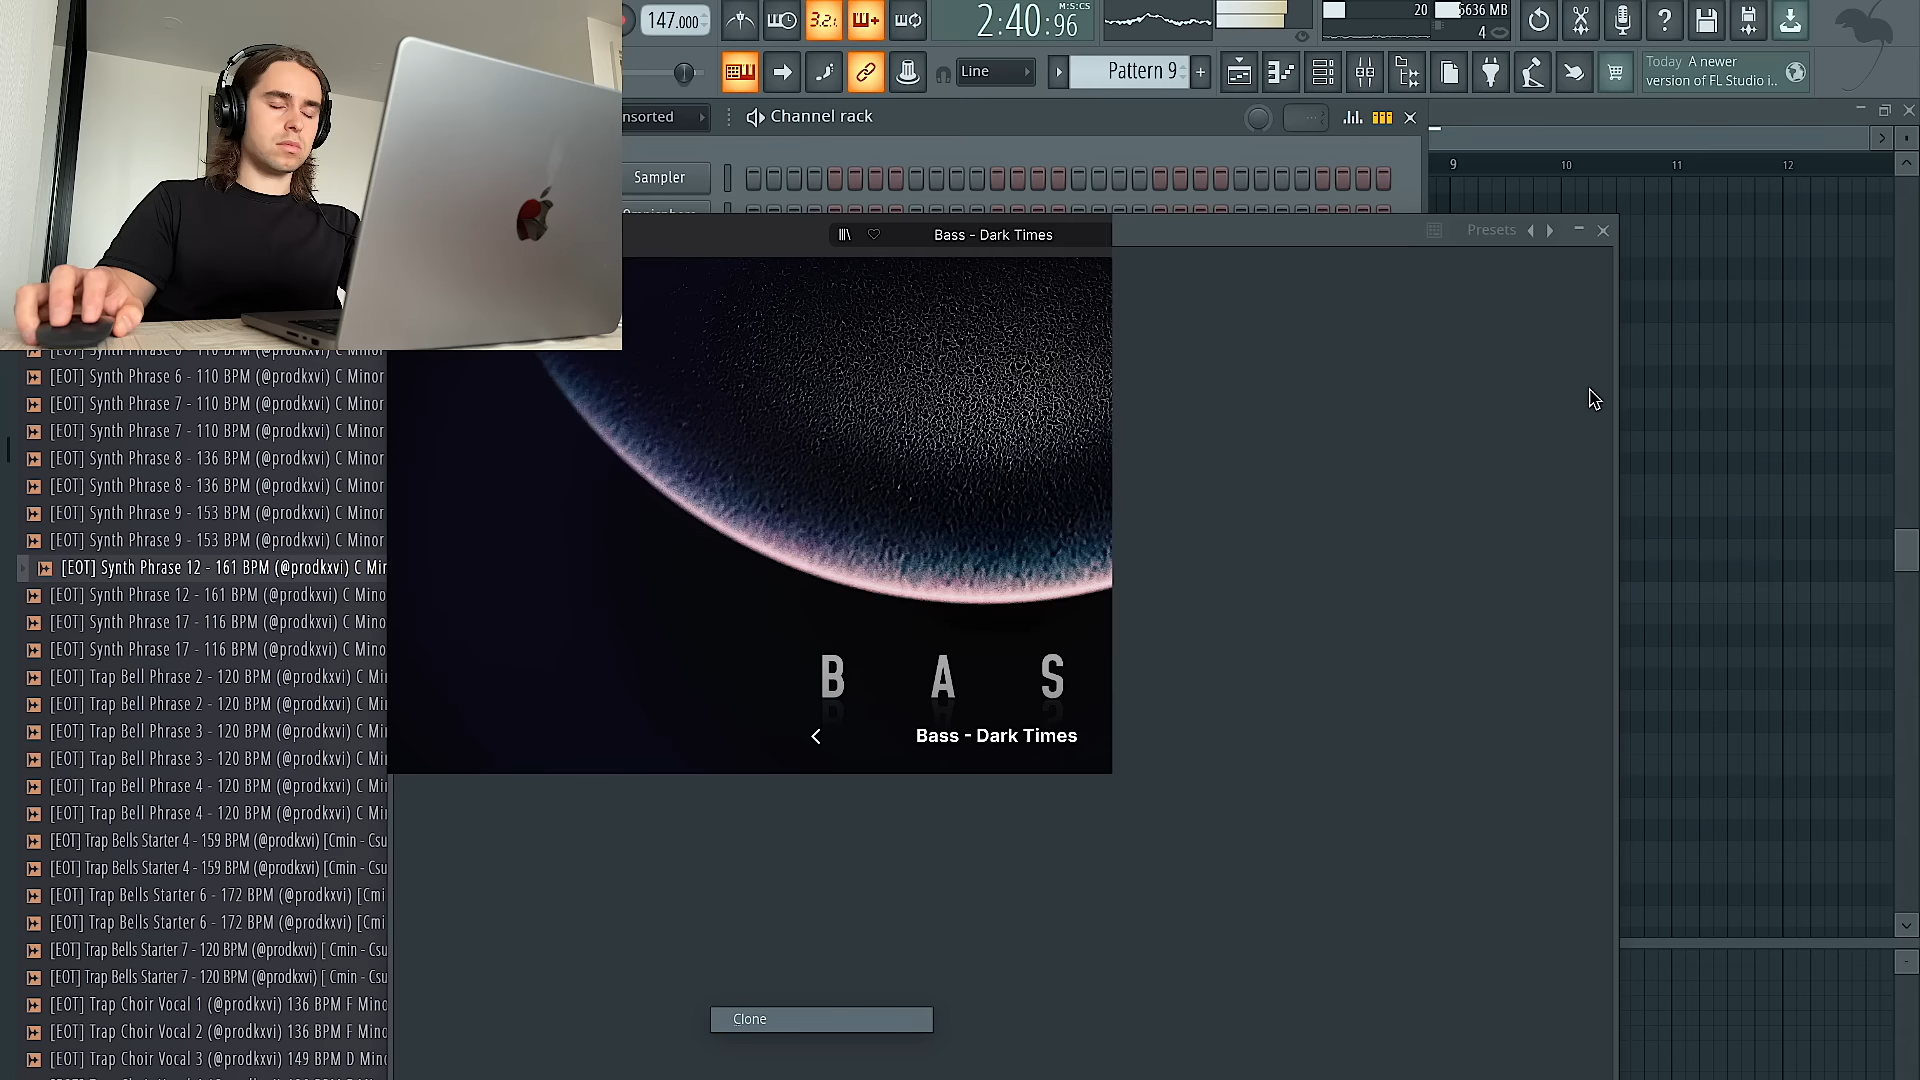 147.000
3.2.
2:40:96
M:S:CS
20
6636 MB
4
Line
Pattern 9
+
Today A newer
version of FL Studio i..
nsorted
Channel rack
9
10
11
12
Sampler
Bass - Dark Times
Presets
[EOT] Synth Phrase 6 - 110 BPM (@prodkxvi) C Minor
[EOT] Synth Phrase 7 - 110 BPM (@prodkxvi) C Minor
[EOT] Synth Phrase 7 - 110 BPM (@prodkxvi) C Minor
[EOT] Synth Phrase 8 - 136 BPM (@prodkxvi) C Minor
[EOT] Synth Phrase 8 - 136 BPM (@prodkxvi) C Minor
[EOT] Synth Phrase 9 - 153 BPM (@prodkxvi) C Minor
[EOT] Synth Phrase 9 - 153 BPM (@prodkxvi) C Minor
[EOT] Synth Phrase 12 - 161 BPM (@prodkxvi) C Min
[EOT] Synth Phrase 12 - 161 BPM (@prodkxvi) C Mino
[EOT] Synth Phrase 17 - 116 BPM (@prodkxvi) C Mino
[EOT] Synth Phrase 17 - 116 BPM (@prodkxvi) C Mino
[EOT] Trap Bell Phrase 2 - 120 BPM (@prodkxvi) C Mi
[EOT] Trap Bell Phrase 2 - 120 BPM (@prodkxvi) C Mi
[EOT] Trap Bell Phrase 3 - 120 BPM (@prodkxvi) C Mi
[EOT] Trap Bell Phrase 3 - 120 BPM (@prodkxvi) C Mi
[EOT] Trap Bell Phrase 4 - 120 BPM (@prodkxvi) C Mi
[EOT] Trap Bell Phrase 4 - 120 BPM (@prodkxvi) C Mi
[EOT] Trap Bells Starter 4 - 159 BPM (@prodkxvi) [Cmin - Csu
[EOT] Trap Bells Starter 4 - 159 BPM (@prodkxvi) [Cmin - Csu
[EOT] Trap Bells Starter 6 - 172 BPM (@prodkxvi) [Cmi
[EOT] Trap Bells Starter 6 - 172 BPM (@prodkxvi) [Cmi
[EOT] Trap Bells Starter 7 - 120 BPM (@prodkxvi) [ Cmin - Csu
[EOT] Trap Bells Starter 7 - 120 BPM (@prodkxvi) [ Cmin - Csu
[EOT] Trap Choir Vocal 1 (@prodkxvi) 136 BPM F Mino
[EOT] Trap Choir Vocal 2 (@prodkxvi) 136 BPM F Mino
[EOT] Trap Choir Vocal 3 (@prodkxvi) 149 BPM D Mino
B A S
Bass - Dark Times
Clone